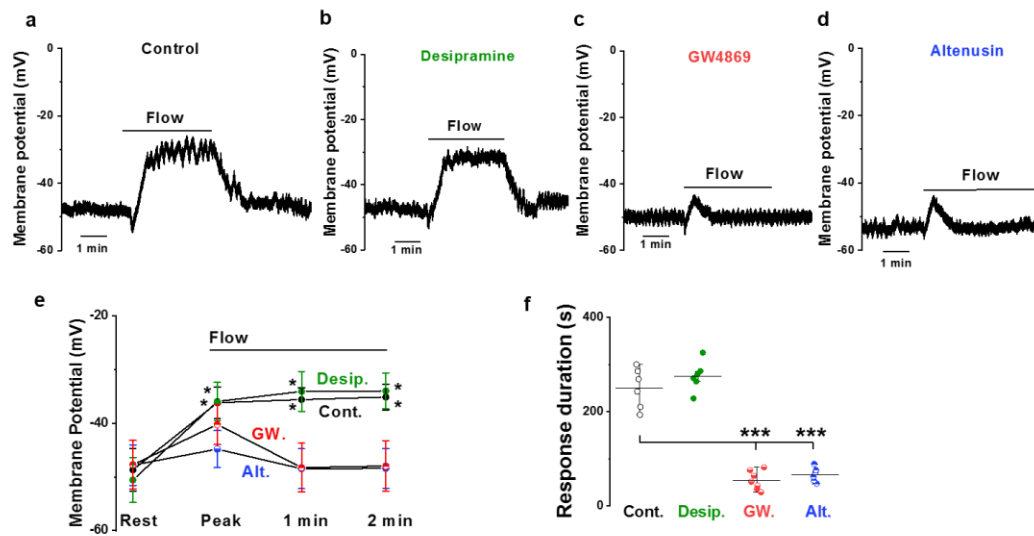 a
Control
Membrane potential (mV)
0
-20
-40
-60
Flow
1 min
b
Desipramine
Membrane potential (mV)
0
-20
-40
-60
Flow
1 min
c
GW4869
Membrane potential (mV)
0
-20
-40
-60
Flow
1 min
d
Altenusin
Membrane potential (mV)
0
-20
-40
-60
Flow
1 min
e
Membrane Potential (mV)
-20
-40
-60
Flow
* * *
* * *
Desip.
Cont.
GW.
Alt.
Rest Peak 1 min 2 min
f
Response duration (s)
400
200
0
*** ***
Cont. Desip. GW. Alt.